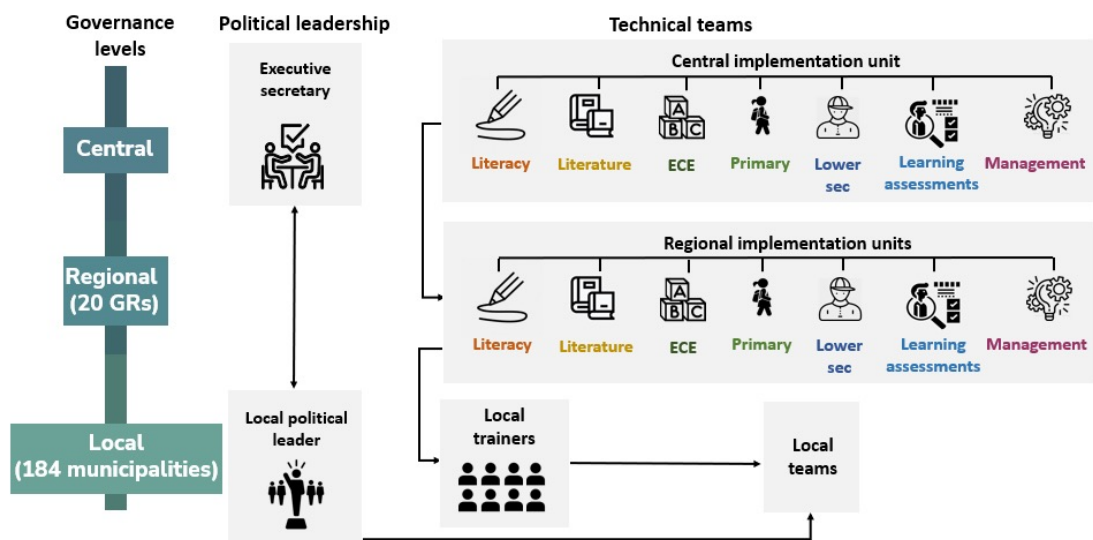 Governance
levels
Political leadership
Technical teams
Central
Executive
secretary
Central implementation unit
A
B C
Literacy
Literature
ECE
Primary
Lower
sec
Learning
assessments
Management
Regional
(20 GRs)
Regional implementation units
A
B C
Literacy
Literature
ECE
Primary
Lower
sec
Learning
assessments
Management
Local
(184 municipalities)
Local political
leader
Local
trainers
Local
teams